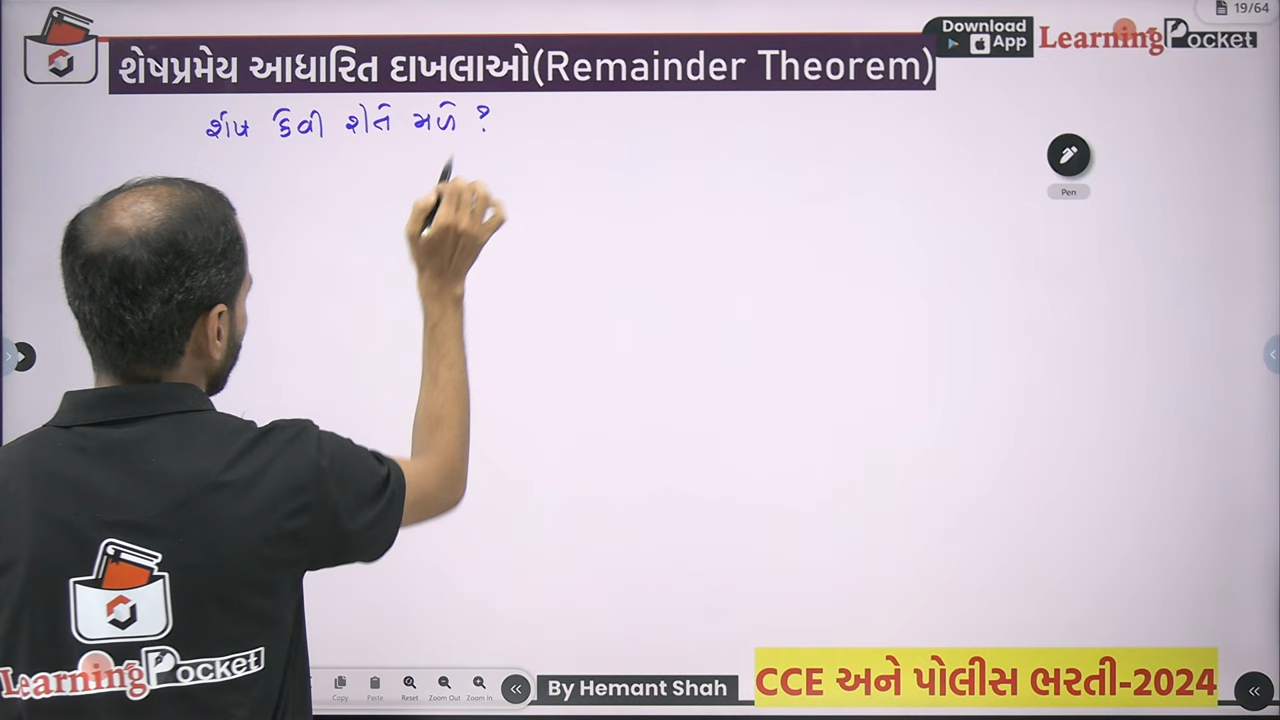 19/64
Download App
Learning Pocket
શેષપ્રમેય આધારિત દાખલાઓ(Remainder Theorem)
શેષ કેવી રીતે મળે ?
Pen
Learning Pocket
Copy Paste Reset Zoom Out Zoom In
By Hemant Shah
CCE અને પોલીસ ભરતી-2024